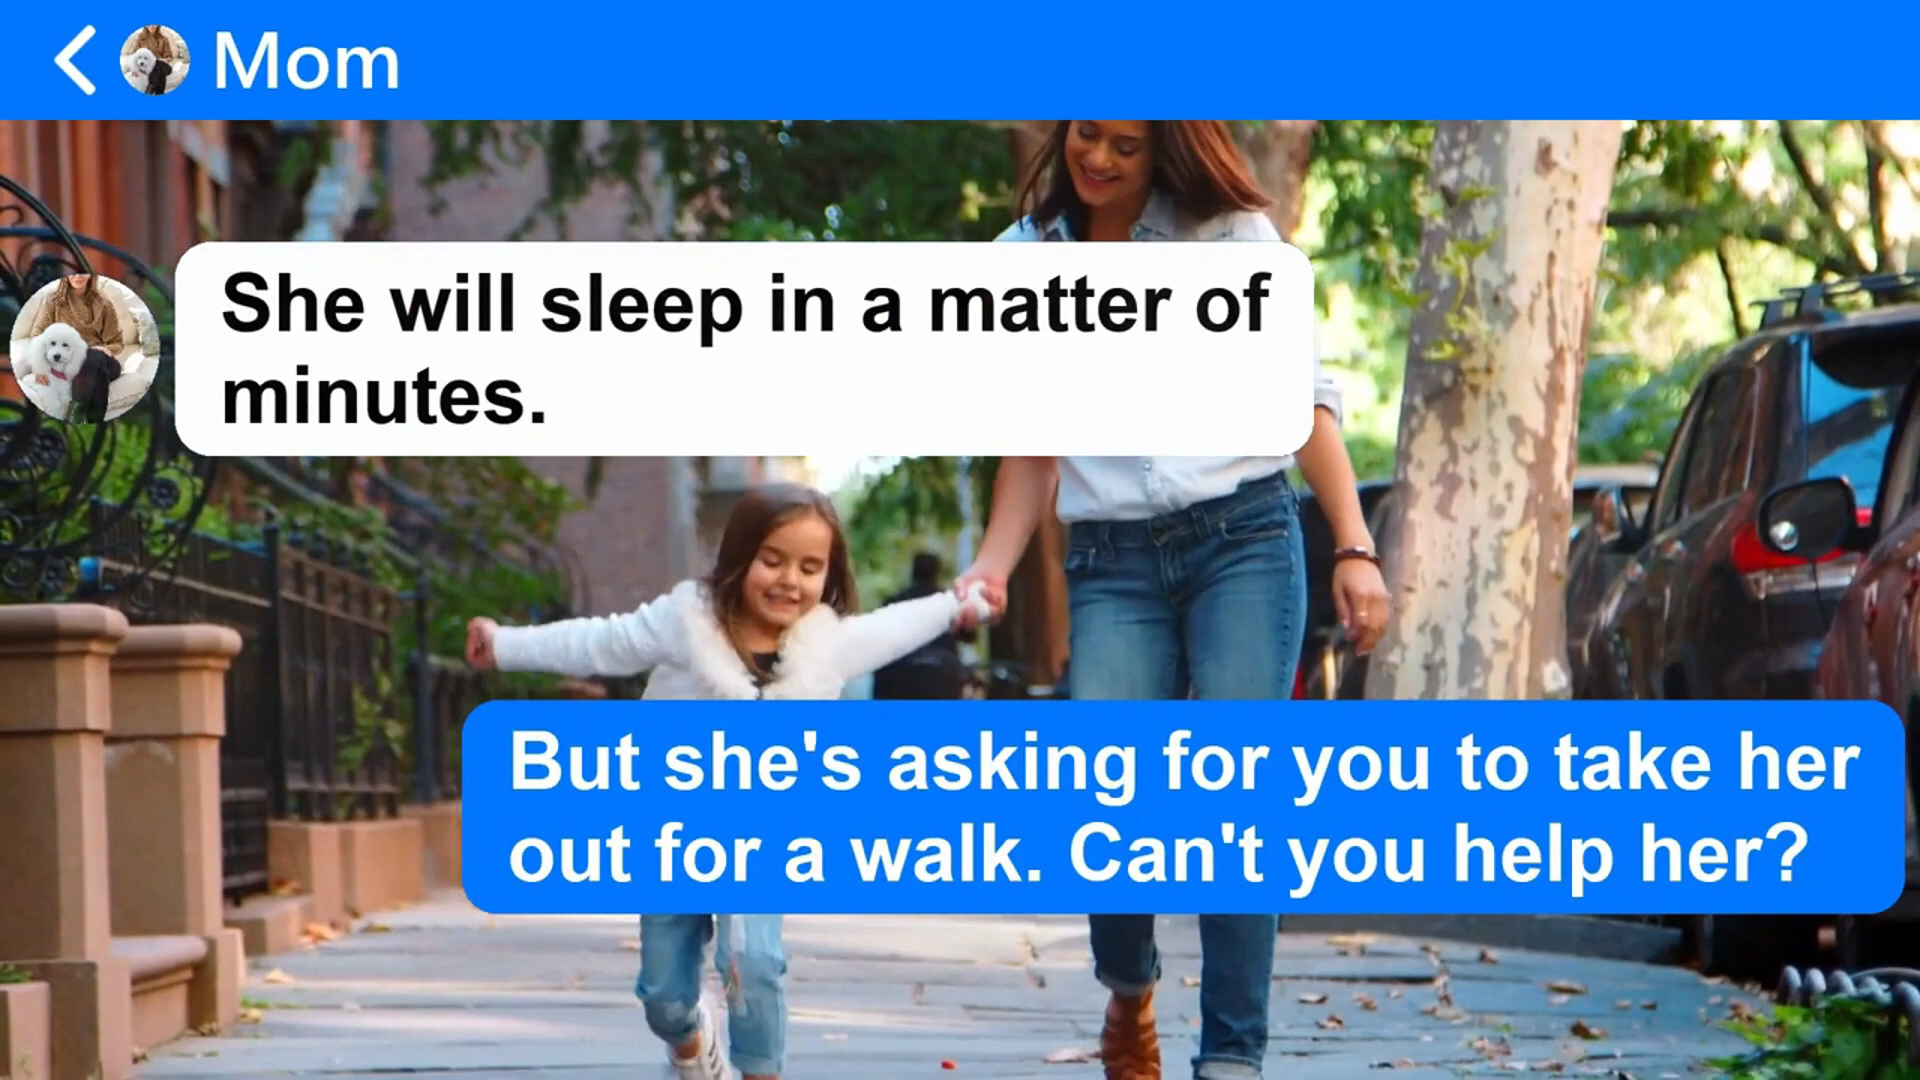 Mom
She will sleep in a matter of
minutes.
But she's asking for you to take her
out for a walk. Can't you help her?